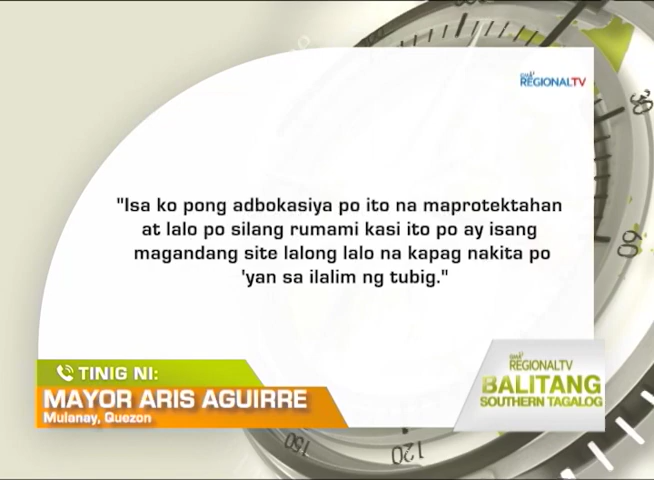 GMA
REGIONALTV
"Isa ko pong adbokasiya po ito na maprotektahan
at lalo po silang rumami kasi ito po ay isang
magandang site lalong lalo na kapag nakita po
'yan sa ilalim ng tubig."
TINIG NI:
MAYOR ARIS AGUIRRE
Mulanay, Quezon
GMA
REGIONALTV
BALITANG
SOUTHERN TAGALOG
30
60
120
150